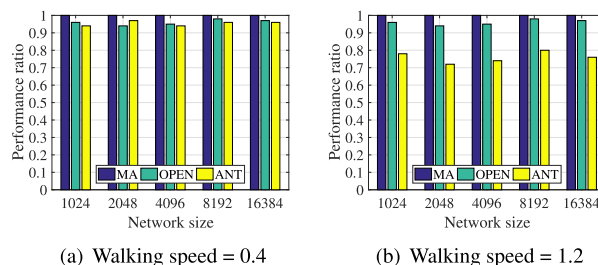 Performance ratio
1
0.9
0.8
0.7
0.6
0.5
0.4
0.3
0.2
0.1
0
MA OPEN ANT
1024 2048 4096 8192 16384
Network size
(a) Walking speed = 0.4
Performance ratio
1
0.9
0.8
0.7
0.6
0.5
0.4
0.3
0.2
0.1
0
MA OPEN ANT
1024 2048 4096 8192 16384
Network size
(b) Walking speed = 1.2